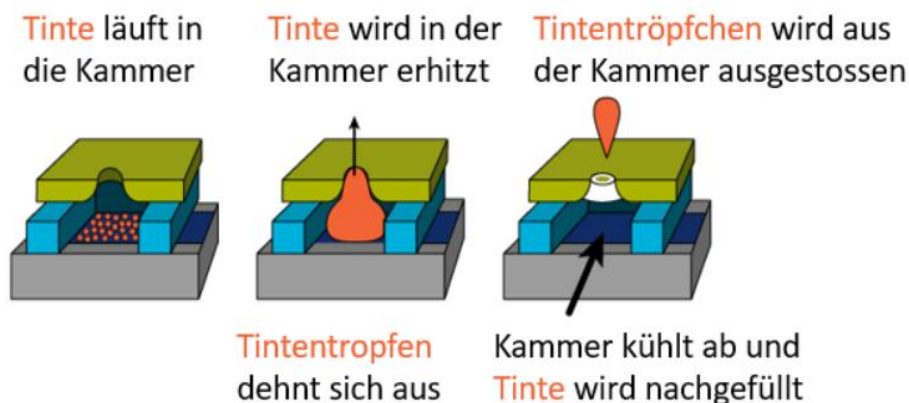 Tinte läuft in
die Kammer
Tinte wird in der
Kammer erhitzt
Tintentröpfchen wird aus
der Kammer ausgestossen
Tintentropfen
dehnt sich aus
Kammer kühlt ab und
Tinte wird nachgefüllt